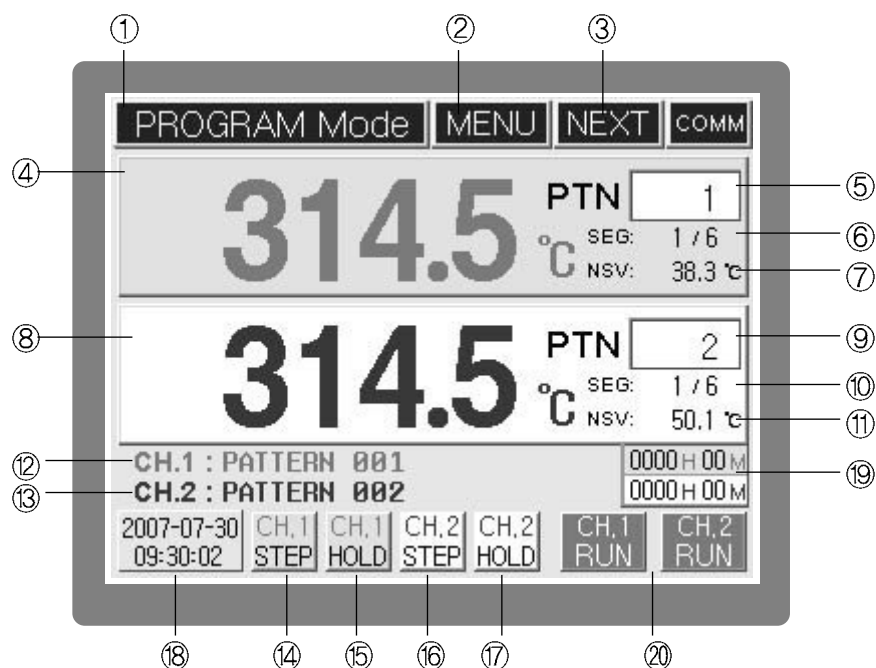 ① ② ③
PROGRAM Mode MENU NEXT COMM
④ 314.5 °C PTN 1 ⑤
SEG: 1 / 6 ⑥
NSV: 38.3 ℃ ⑦
⑧ 314.5 °C PTN 2 ⑨
SEG: 1 / 6 ⑩
NSV: 50.1 ℃ ⑪
⑫ CH.1 : PATTERN 001 0000 H 00 M ⑲
⑬ CH.2 : PATTERN 002 0000 H 00 M
2007-07-30 CH.1 CH.1 CH.2 CH.2 CH.1 CH.2
09:30:02 STEP HOLD STEP HOLD RUN RUN
⑱ ⑭ ⑮ ⑯ ⑰ ⑳